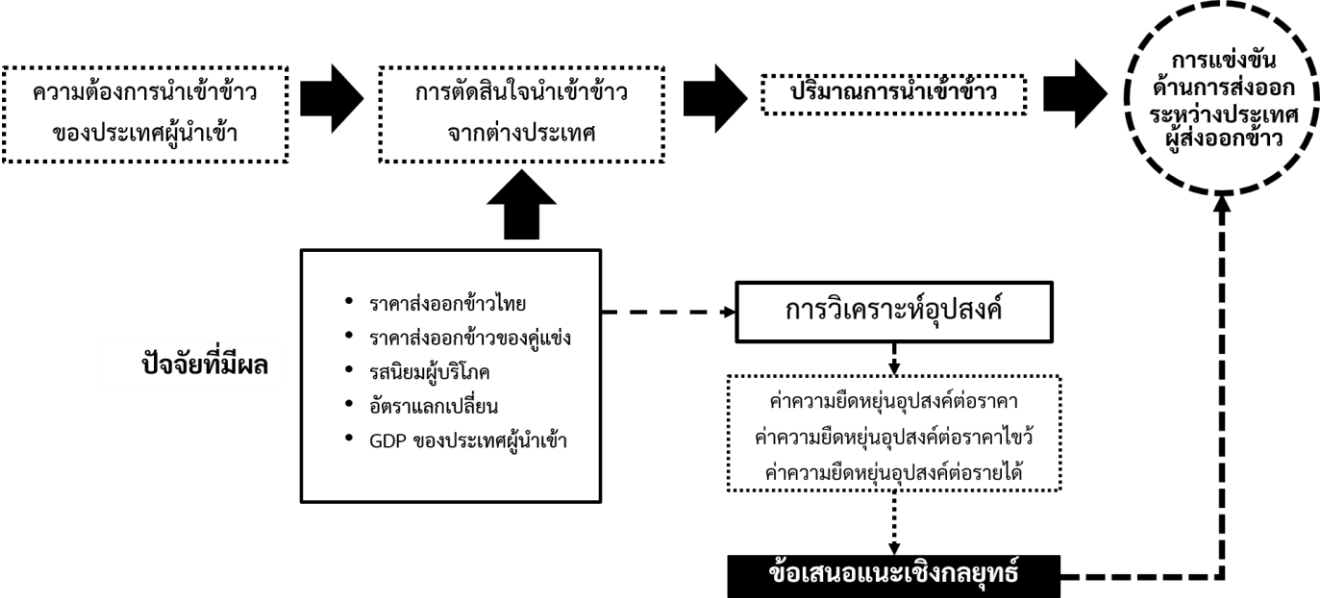 ความต้องการนำเข้าข้าว
ของประเทศผู้นำเข้า
การตัดสินใจนำเข้าข้าว
จากต่างประเทศ
ปริมาณการนำเข้าข้าว
การแข่งขัน
ด้านการส่งออก
ระหว่างประเทศ
ผู้ส่งออกข้าว
ปัจจัยที่มีผล
• ราคาส่งออกข้าวไทย
• ราคาส่งออกข้าวของคู่แข่ง
• รสนิยมผู้บริโภค
• อัตราแลกเปลี่ยน
• GDP ของประเทศผู้นำเข้า
การวิเคราะห์อุปสงค์
ค่าความยืดหยุ่นอุปสงค์ต่อราคา
ค่าความยืดหยุ่นอุปสงค์ต่อราคาไขว้
ค่าความยืดหยุ่นอุปสงค์ต่อรายได้
ข้อเสนอแนะเชิงกลยุทธ์